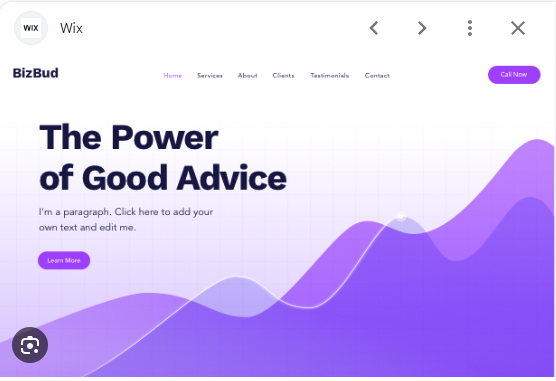 WIX
Wix
BizBud
Home Services About Clients Testimonials Contact
Call Now
The Power
of Good Advice
I'm a paragraph. Click here to add your
own text and edit me.
Learn More